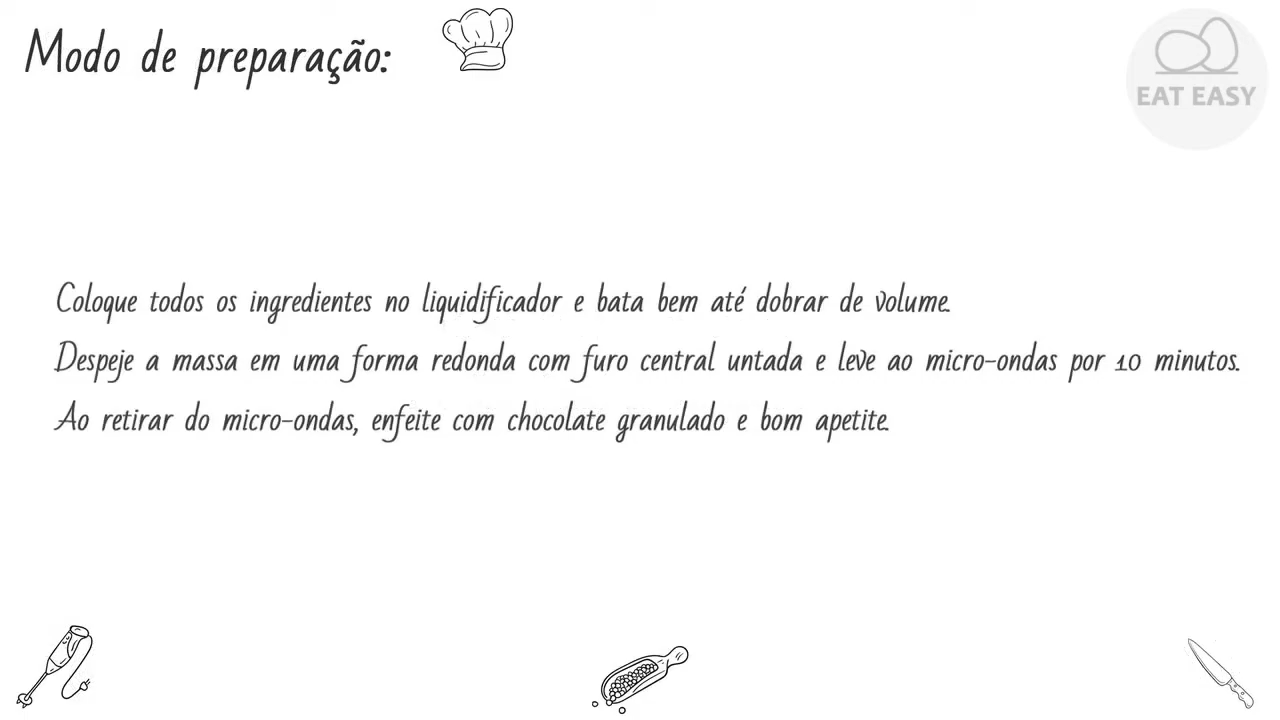 Modo de preparação:
EAT EASY
Coloque todos os ingredientes no liquidificador e bata bem até dobrar de volume.
Despeje a massa em uma forma redonda com furo central untada e leve ao micro-ondas por 10 minutos.
Ao retirar do micro-ondas, enfeite com chocolate granulado e bom apetite.